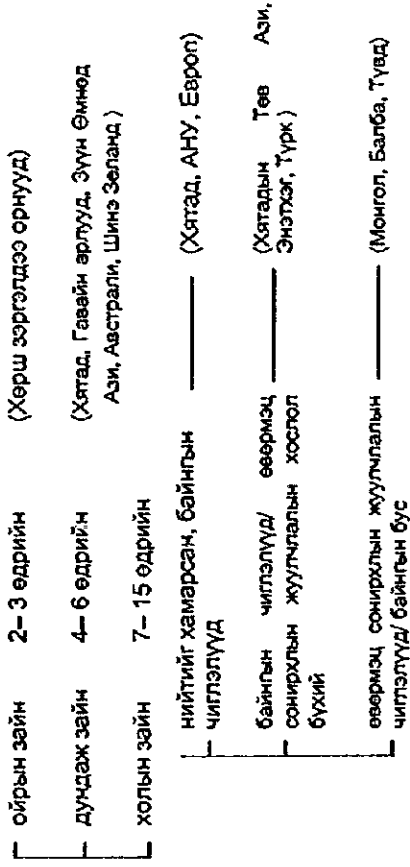 ойрын зайн 2– 3 өдрийн (Хөрш зэргэлдээ орнууд)
дундаж зайн 4– 6 өдрийн (Хятад, Гавайн арлууд, Зүүн Өмнөд
Ази, Австрали, Шинэ Зеланд )
холын зайн 7– 15 өдрийн
нийтийг хамарсан, байнгын (Хятад, АНУ, Европ)
чиглэлүүд
байнгын чиглэлүүд/ өвөрмэц (Хятадын Төв Ази,
сонирхлын жуулчлалын хослол Энэтхэг, Турк )
бүхий
өвөрмэц сонирхлын жуулчлалын (Монгол, Балба, Түвд)
чиглэлүүд/ байнгын бус